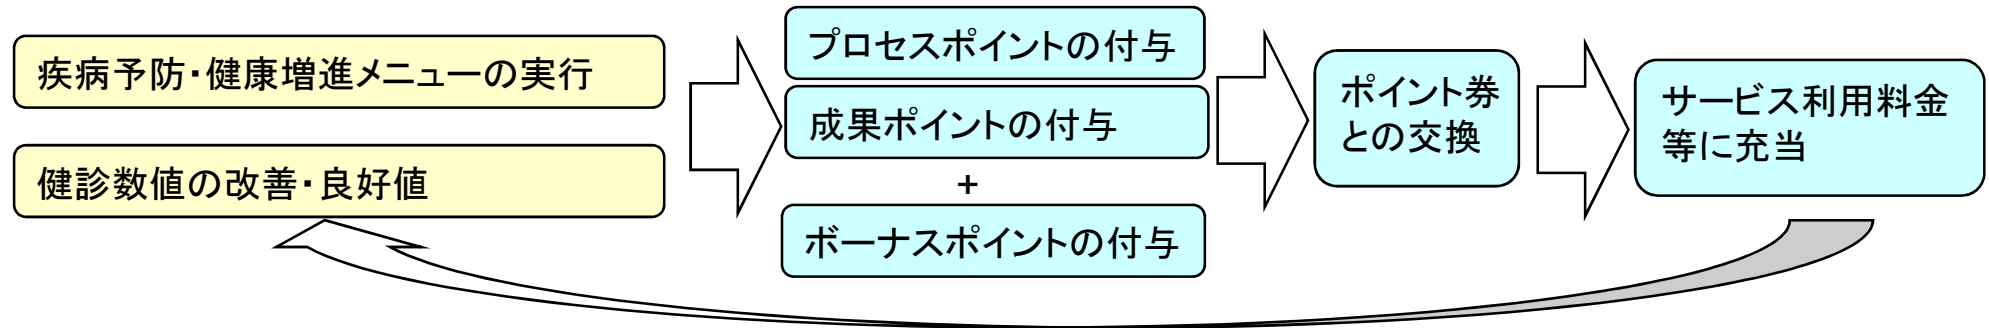 疾病予防・健康増進メニューの実行
健診数値の改善・良好値
プロセスポイントの付与
成果ポイントの付与
+
ボーナスポイントの付与
ポイント券
との交換
サービス利用料金
等に充当